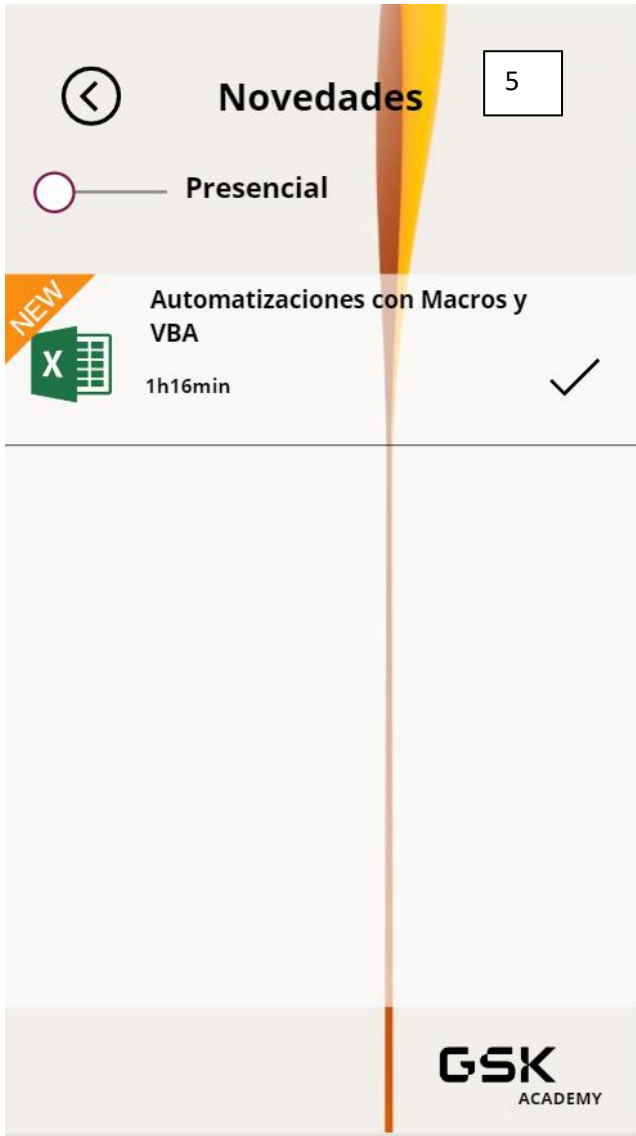 Novedades
5
Presencial
NEW
Automatizaciones con Macros y
VBA
X
1h16min
GSK
ACADEMY